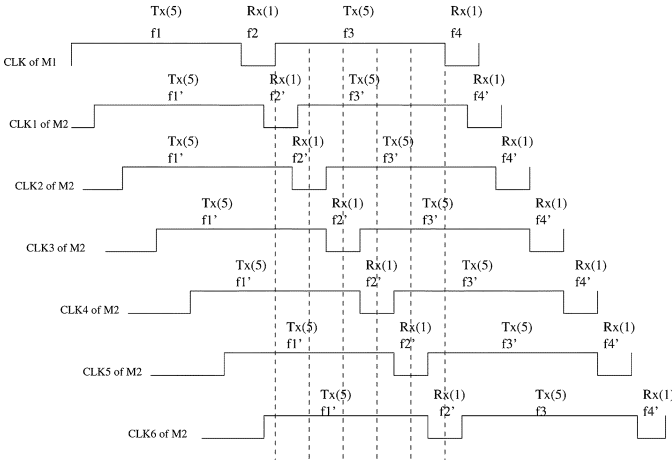 Tx(5) Rx(1) Tx(5) Rx(1)
f1 f2 f3 f4
CLK of M1
Tx(5) Rx(1) Tx(5) Rx(1)
f1’ f2’ f3’ f4’
CLK1 of M2
Tx(5) Rx(1) Tx(5) Rx(1)
f1’ f2’ f3’ f4’
CLK2 of M2
Tx(5) Rx(1) Tx(5) Rx(1)
f1’ f2’ f3’ f4’
CLK3 of M2
Tx(5) Rx(1) Tx(5) Rx(1)
f1’ f2’ f3’ f4’
CLK4 of M2
Tx(5) Rx(1) Tx(5) Rx(1)
f1’ f2’ f3’ f4’
CLK5 of M2
Tx(5) Rx(1) Tx(5) Rx(1)
f1’ f2’ f3 f4’
CLK6 of M2